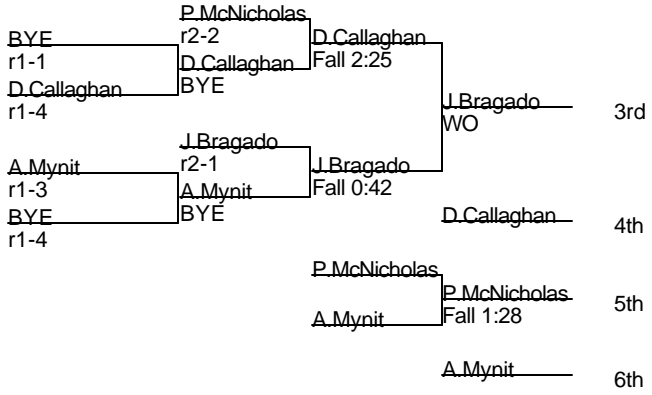 P.McNicholas
r2-2
BYE
r1-1
D.Callaghan
Fall 2:25
D.Callaghan
BYE
D.Callaghan
r1-4
J.Bragado
WO
3rd
J.Bragado
r2-1
A.Mynit
r1-3
J.Bragado
Fall 0:42
A.Mynit
BYE
BYE
r1-4
D.Callaghan
4th
P.McNicholas
P.McNicholas
Fall 1:28
5th
A.Mynit
A.Mynit
6th